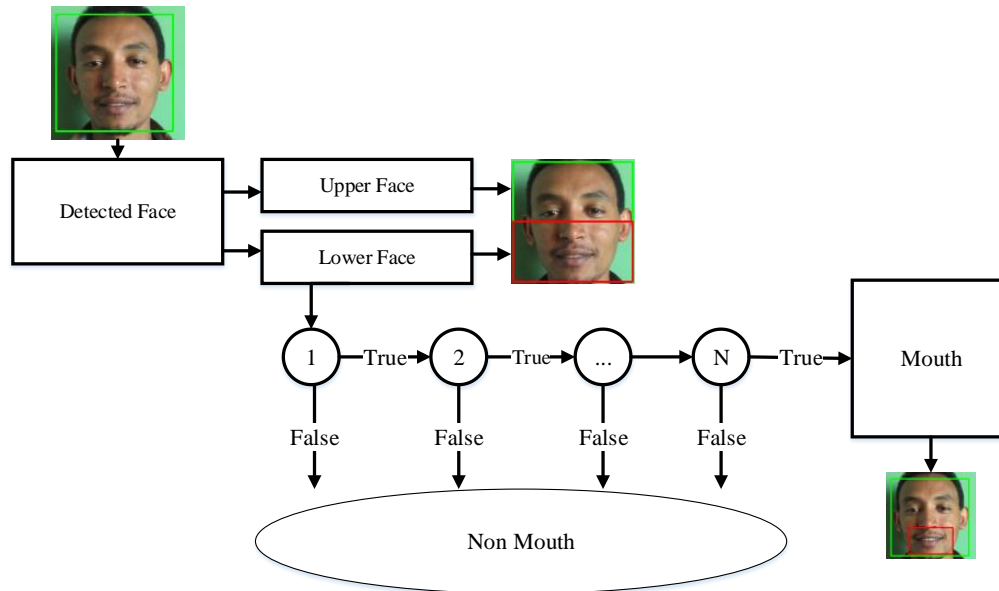 Upper Face
Detected Face
Lower Face
1
True
2
True
...
N
True
Mouth
False
False
False
False
Non Mouth